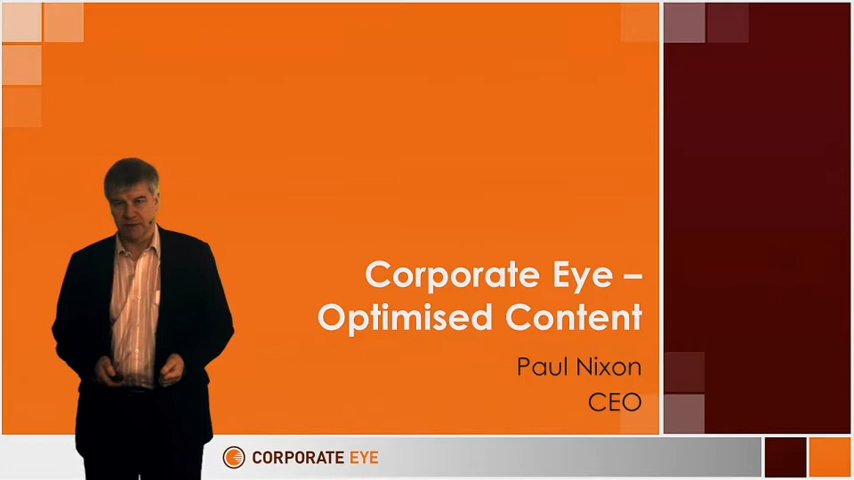 Corporate Eye –
Optimised Content
Paul Nixon
CEO
CORPORATE EYE